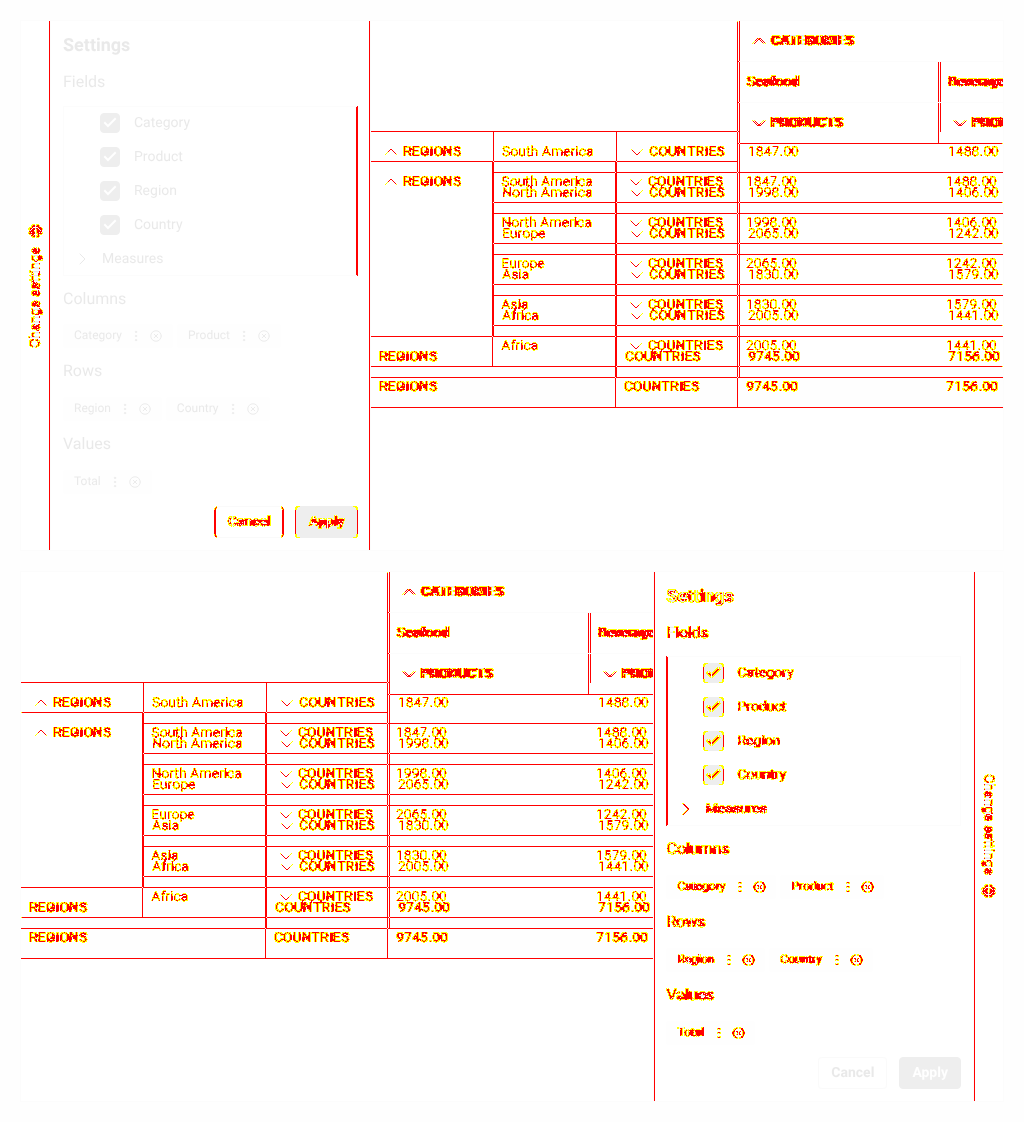 Settings
Fields
Category
Product
Region
Country
Measures
Columns
Category Product
Rows
Region Country
Values
Total
Cancel Apply
Change settings
Seafood
PRODUCTS
REGIONS South America COUNTRIES 1847.00 1488.00
REGIONS South America COUNTRIES 1847.00 1488.00
North America COUNTRIES 1998.00 1406.00
North America COUNTRIES 1998.00 1406.00
Europe COUNTRIES 2065.00 1242.00
Europe COUNTRIES 2065.00 1242.00
Asia COUNTRIES 1830.00 1579.00
Asia COUNTRIES 1830.00 1579.00
Africa COUNTRIES 2005.00 1441.00
Africa COUNTRIES 2005.00 1441.00
REGIONS COUNTRIES 9745.00 7156.00
REGIONS COUNTRIES 9745.00 7156.00
Seafood
PRODUCTS
REGIONS South America COUNTRIES 1847.00 1488.00
REGIONS South America COUNTRIES 1847.00 1488.00
North America COUNTRIES 1998.00 1406.00
North America COUNTRIES 1998.00 1406.00
Europe COUNTRIES 2065.00 1242.00
Europe COUNTRIES 2065.00 1242.00
Asia COUNTRIES 1830.00 1579.00
Asia COUNTRIES 1830.00 1579.00
Africa COUNTRIES 2005.00 1441.00
Africa COUNTRIES 2005.00 1441.00
REGIONS COUNTRIES 9745.00 7156.00
REGIONS COUNTRIES 9745.00 7156.00
Settings
Fields
Category
Product
Region
Country
Measures
Columns
Category Product
Rows
Region Country
Values
Total
Cancel Apply
Change settings